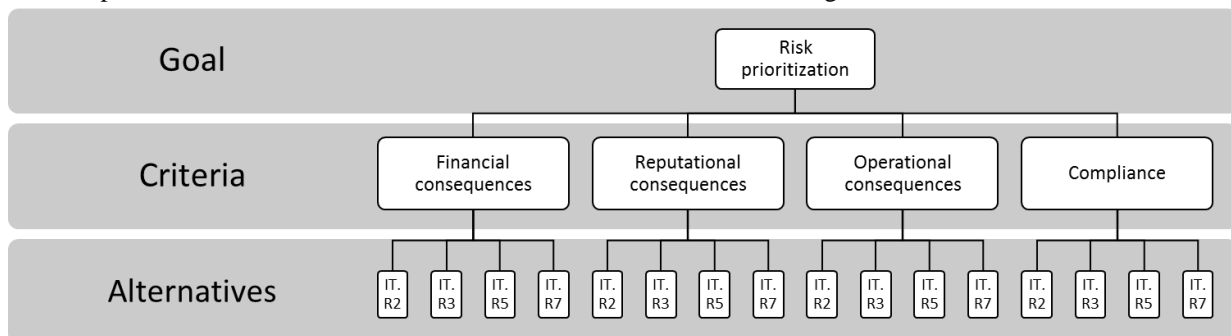 Goal
Risk
prioritization
Criteria
Financial
consequences
Reputational
consequences
Operational
consequences
Compliance
Alternatives
IT.
R2
IT.
R3
IT.
R5
IT.
R7
IT.
R2
IT.
R3
IT.
R5
IT.
R7
IT.
R2
IT.
R3
IT.
R5
IT.
R7
IT.
R2
IT.
R3
IT.
R5
IT.
R7